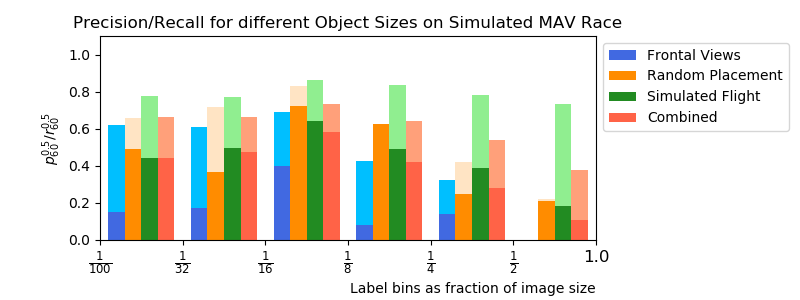 Precision/Recall for different Object Sizes on Simulated MAV Race
1.0
0.8
0.6
0.4
0.2
0.0
p_{60}^{0.5}/r_{60}^{0.5}
1/100 1/32 1/16 1/8 1/4 1/2 1.0
Label bins as fraction of image size
Frontal Views
Random Placement
Simulated Flight
Combined